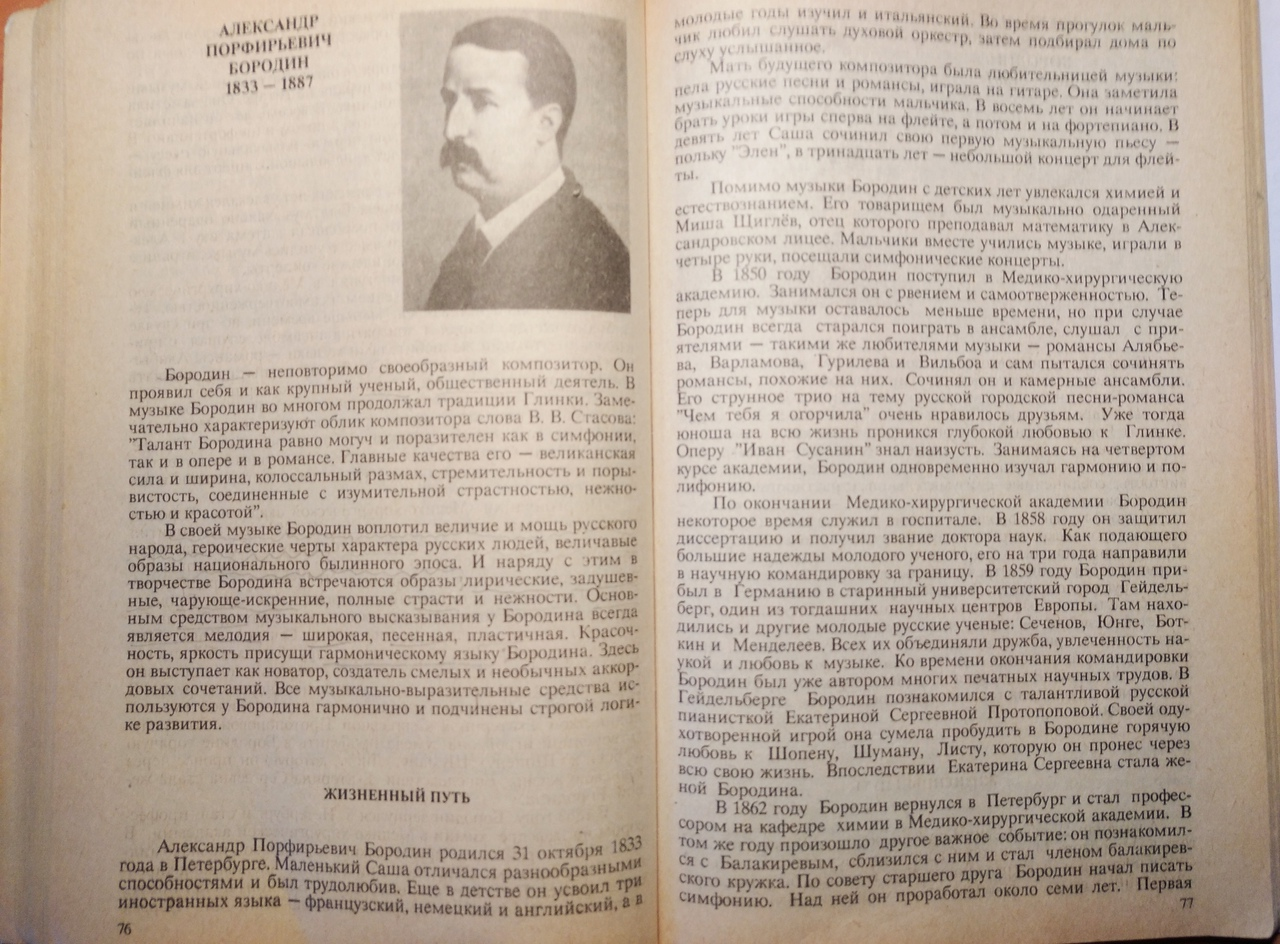 АЛЕКСАНДР
ПОРФИРЬЕВИЧ
БОРОДИН
1833 — 1887
Бородин — неповторимо своеобразный композитор. Он
проявил себя и как крупный ученый, общественный деятель. В
музыке Бородин во многом продолжал традиции Глинки. Заме-
чательно характеризуют облик композитора слова В. В. Стасова:
"Талант Бородина равно могуч и поразителен как в симфонии,
так и в опере и в романсе. Главные качества его — великанская
сила и ширина, колоссальный размах, стремительность и поры-
вистость, соединенные с изумительной страстностью, нежно-
стью и красотой".
В своей музыке Бородин воплотил величие и мощь русского
народа, героические черты характера русских людей, величавые
образы национального былинного эпоса. И наряду с этим в
творчестве Бородина встречаются образы лирические, задушев-
ные, чарующе-искренние, полные страсти и нежности. Основ-
ным средством музыкального высказывания у Бородина всегда
является мелодия — широкая, песенная, пластичная. Красоч-
ность, яркость присущи гармоническому языку Бородина. Здесь
он выступает как новатор, создатель смелых и необычных аккор-
довых сочетаний. Все музыкально-выразительные средства ис-
пользуются у Бородина гармонично и подчинены строгой логи-
ке развития.
ЖИЗНЕННЫЙ ПУТЬ
Александр Порфирьевич Бородин родился 31 октября 1833
года в Петербурге. Маленький Саша отличался разнообразными
способностями и был трудолюбив. Еще в детстве он усвоил три
иностранных языка — французский, немецкий и английский, а в
76
молодые годы изучил и итальянский. Во время прогулок маль-
чик любил слушать духовой оркестр, затем подбирал дома по
слуху услышанное.
Мать будущего композитора была любительницей музыки:
пела русские песни и романсы, играла на гитаре. Она заметила
музыкальные способности мальчика. В восемь лет он начинает
брать уроки игры сперва на флейте, а потом и на фортепиано. В
девять лет Саша сочинил свою первую музыкальную пьесу —
польку "Элен", в тринадцать лет — небольшой концерт для флей-
ты.
Помимо музыки Бородин с детских лет увлекался химией и
естествознанием. Его товарищем был музыкально одаренный
Миша Щиглёв, отец которого преподавал математику в Алек-
сандровском лицее. Мальчики вместе учились музыке, играли в
четыре руки, посещали симфонические концерты.
В 1850 году Бородин поступил в Медико-хирургическую
академию. Занимался он с рвением и самоотверженностью. Те-
перь для музыки оставалось меньше времени, но при случае
Бородин всегда старался поиграть в ансамбле, слушал с при-
ятелями — такими же любителями музыки — романсы Алябье-
ва, Варламова, Гурилева и Вильбоа и сам пытался сочинять
романсы, похожие на них. Сочинял он и камерные ансамбли.
Его струнное трио на тему русской городской песни-романса
"Чем тебя я огорчила" очень нравилось друзьям. Уже тогда
юноша на всю жизнь проникся глубокой любовью к Глинке.
Оперу "Иван Сусанин" знал наизусть. Занимаясь на четвертом
курсе академии, Бородин одновременно изучал гармонию и по-
лифонию.
По окончании Медико-хирургической академии Бородин
некоторое время служил в госпитале. В 1858 году он защитил
диссертацию и получил звание доктора наук. Как подающего
большие надежды молодого ученого, его на три года направили
в научную командировку за границу. В 1859 году Бородин при-
был в Германию в старинный университетский город Гейдель-
берг, один из тогдашних научных центров Европы. Там нахо-
дились и другие молодые русские ученые: Сеченов, Юнге, Бот-
кин и Менделеев. Всех их объединяли дружба, увлеченность на-
укой и любовь к музыке. Ко времени окончания командировки
Бородин был уже автором многих печатных научных трудов. В
Гейдельберге Бородин познакомился с талантливой русской
пианисткой Екатериной Сергеевной Протопоповой. Своей оду-
хотворенной игрой она сумела пробудить в Бородине горячую
любовь к Шопену, Шуману, Листу, которую он пронес через
всю свою жизнь. Впоследствии Екатерина Сергеевна стала же-
ной Бородина.
В 1862 году Бородин вернулся в Петербург и стал профес-
сором на кафедре химии в Медико-хирургической академии. В
том же году произошло другое важное событие: он познакомил-
ся с Балакиревым, сблизился с ним и стал членом балакирев-
ского кружка. По совету старшего друга Бородин начал писать
симфонию. Над ней он проработал около семи лет. Первая
77